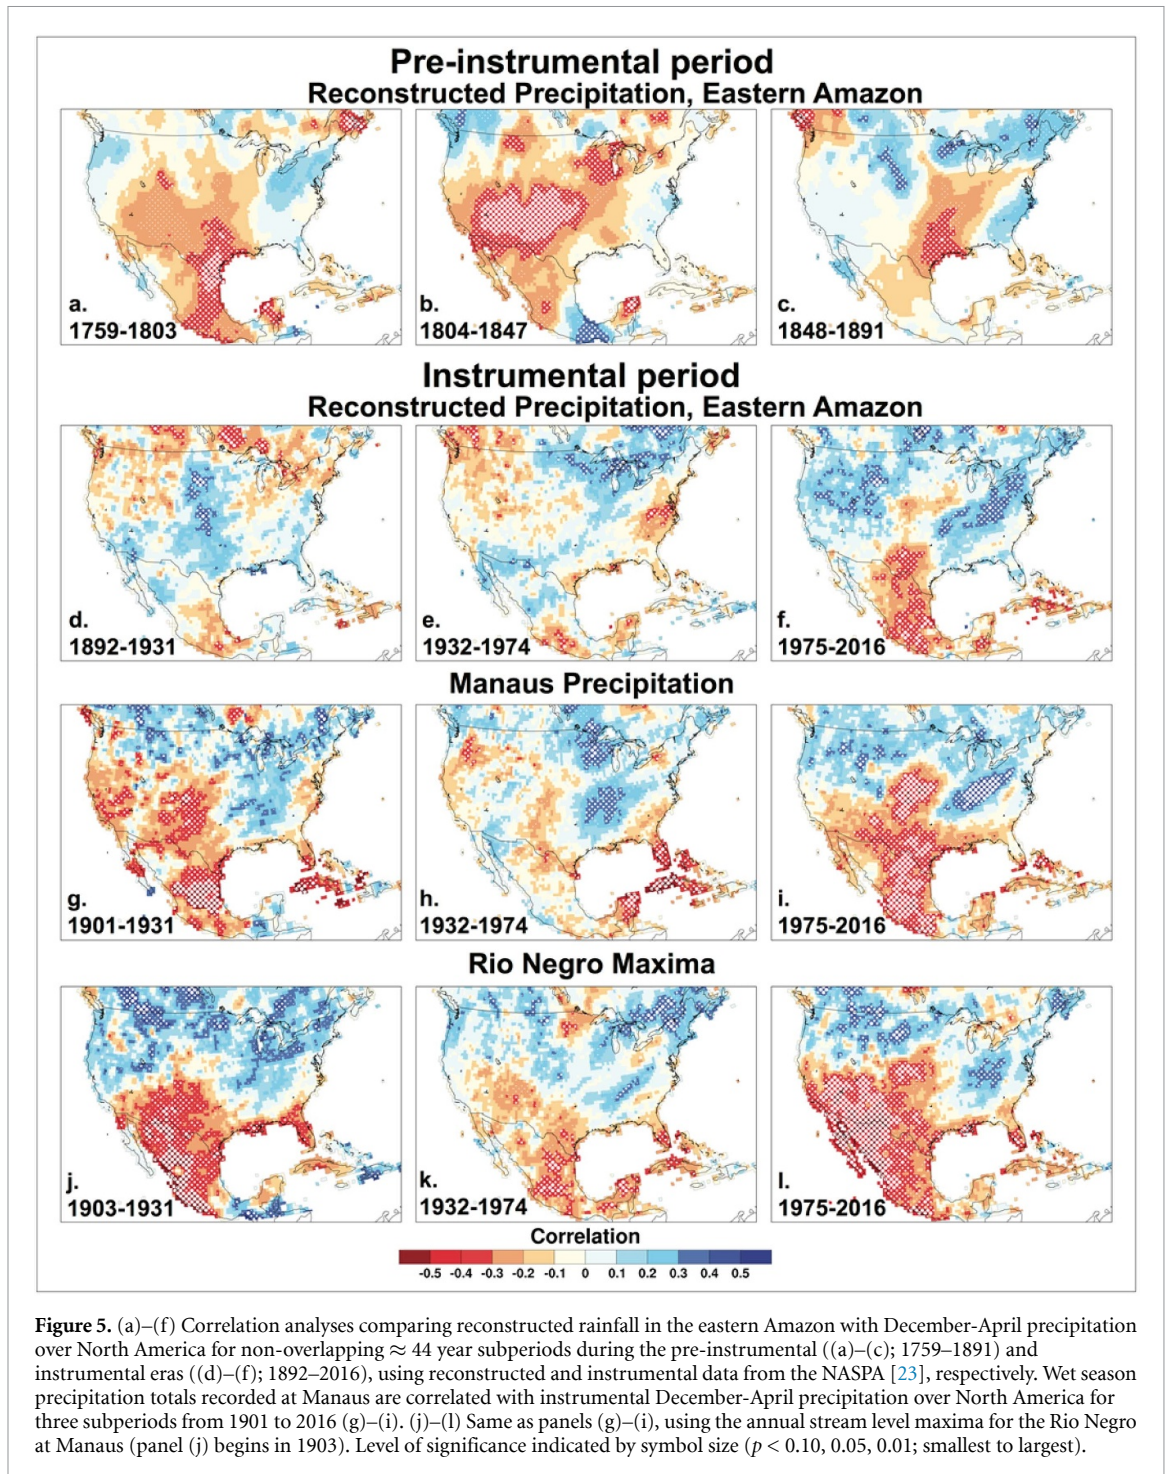 Pre-instrumental period
Reconstructed Precipitation, Eastern Amazon
a.
1759-1803
b.
1804-1847
c.
1848-1891
Instrumental period
Reconstructed Precipitation, Eastern Amazon
d.
1892-1931
e.
1932-1974
f.
1975-2016
Manaus Precipitation
g.
1901-1931
h.
1932-1974
i.
1975-2016
Rio Negro Maxima
j.
1903-1931
k.
1932-1974
l.
1975-2016
Correlation
-0.5 -0.4 -0.3 -0.2 -0.1 0 0.1 0.2 0.3 0.4 0.5
Figure 5. (a)–(f) Correlation analyses comparing reconstructed rainfall in the eastern Amazon with December-April precipitation
over North America for non-overlapping ≈ 44 year subperiods during the pre-instrumental ((a)–(c); 1759–1891) and
instrumental eras ((d)–(f); 1892–2016), using reconstructed and instrumental data from the NASPA [23], respectively. Wet season
precipitation totals recorded at Manaus are correlated with instrumental December-April precipitation over North America for
three subperiods from 1901 to 2016 (g)–(i). (j)–(l) Same as panels (g)–(i), using the annual stream level maxima for the Rio Negro
at Manaus (panel (j) begins in 1903). Level of significance indicated by symbol size (p < 0.10, 0.05, 0.01; smallest to largest).